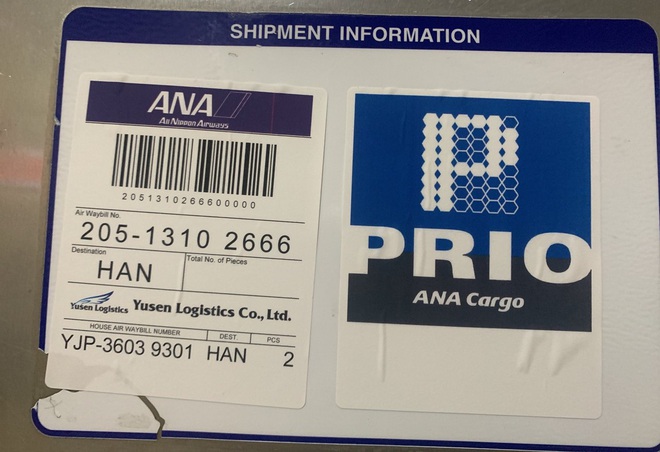 SHIPMENT INFORMATION
ANA
All Nippon Airways
2051310266600000
Air Waybill No.
205-1310 2666
Destination
Total No. of Pieces
HAN
Yusen Logistics Yusen Logistics Co., Ltd.
HOUSE AIR WAYBILL NUMBER DEST. PCS
YJP-3603 9301 HAN 2
P
PRIO
ANA Cargo